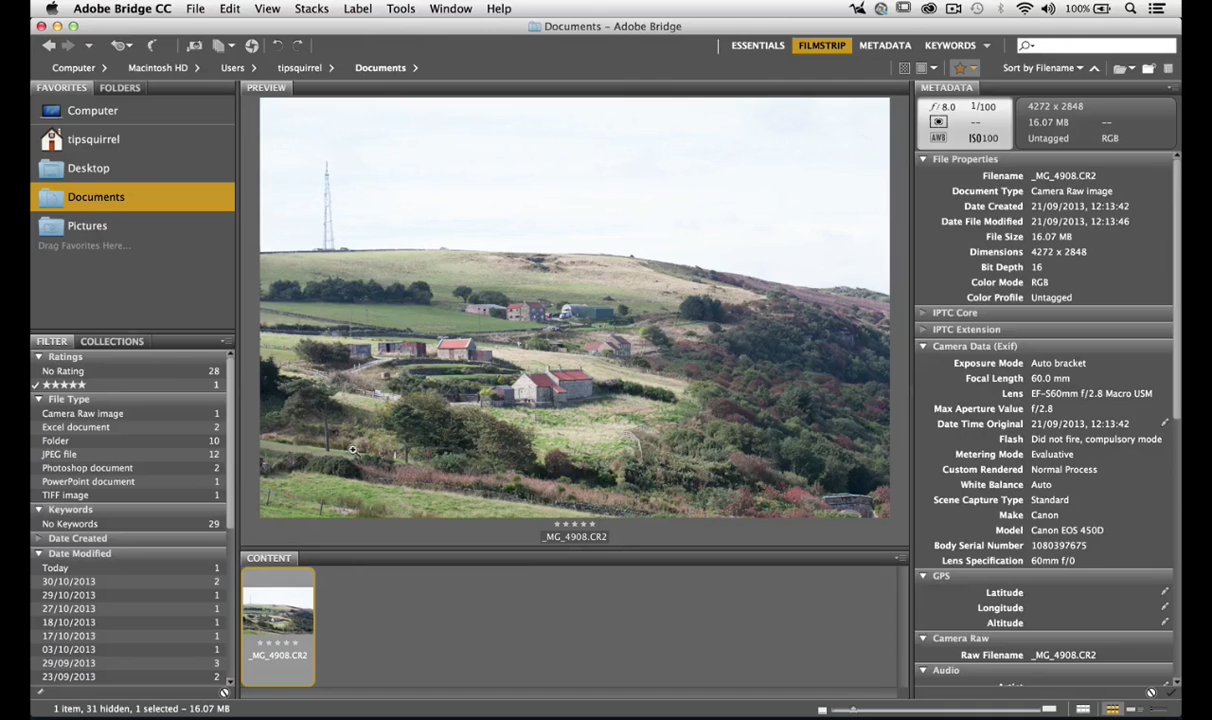 Adobe Bridge CC File Edit View Stacks Label Tools Window Help 100%
Documents – Adobe Bridge
ESSENTIALS FILMSTRIP METADATA KEYWORDS
Computer Macintosh HD Users tipsquirrel Documents Sort by Filename
FAVORITES FOLDERS
Computer
tipsquirrel
Desktop
Documents
Pictures
Drag Favorites Here...
FILTER COLLECTIONS
Ratings
No Rating 28
★★★★★ 1
File Type
Camera Raw image 1
Excel document 2
Folder 10
JPEG file 12
Photoshop document 2
PowerPoint document 1
TIFF image 1
Keywords
No Keywords 29
Date Created
Date Modified
Today 1
30/10/2013 2
29/10/2013 1
27/10/2013 1
18/10/2013 1
17/10/2013 1
03/10/2013 1
29/09/2013 3
23/09/2013 2
PREVIEW
★★★★★
_MG_4908.CR2
CONTENT
★★★★★
_MG_4908.CR2
METADATA
f/8.0 1/100
--
AWB ISO100
4272 x 2848
16.07 MB --
Untagged RGB
File Properties
Filename _MG_4908.CR2
Document Type Camera Raw image
Date Created 21/09/2013, 12:13:42
Date File Modified 21/09/2013, 12:13:46
File Size 16.07 MB
Dimensions 4272 x 2848
Bit Depth 16
Color Mode RGB
Color Profile Untagged
IPTC Core
IPTC Extension
Camera Data (Exif)
Exposure Mode Auto bracket
Focal Length 60.0 mm
Lens EF-S60mm f/2.8 Macro USM
Max Aperture Value f/2.8
Date Time Original 21/09/2013, 12:13:42
Flash Did not fire, compulsory mode
Metering Mode Evaluative
Custom Rendered Normal Process
White Balance Auto
Scene Capture Type Standard
Make Canon
Model Canon EOS 450D
Body Serial Number 1080397675
Lens Specification 60mm f/0
GPS
Latitude
Longitude
Altitude
Camera Raw
Raw Filename _MG_4908.CR2
Audio
1 item, 31 hidden, 1 selected – 16.07 MB